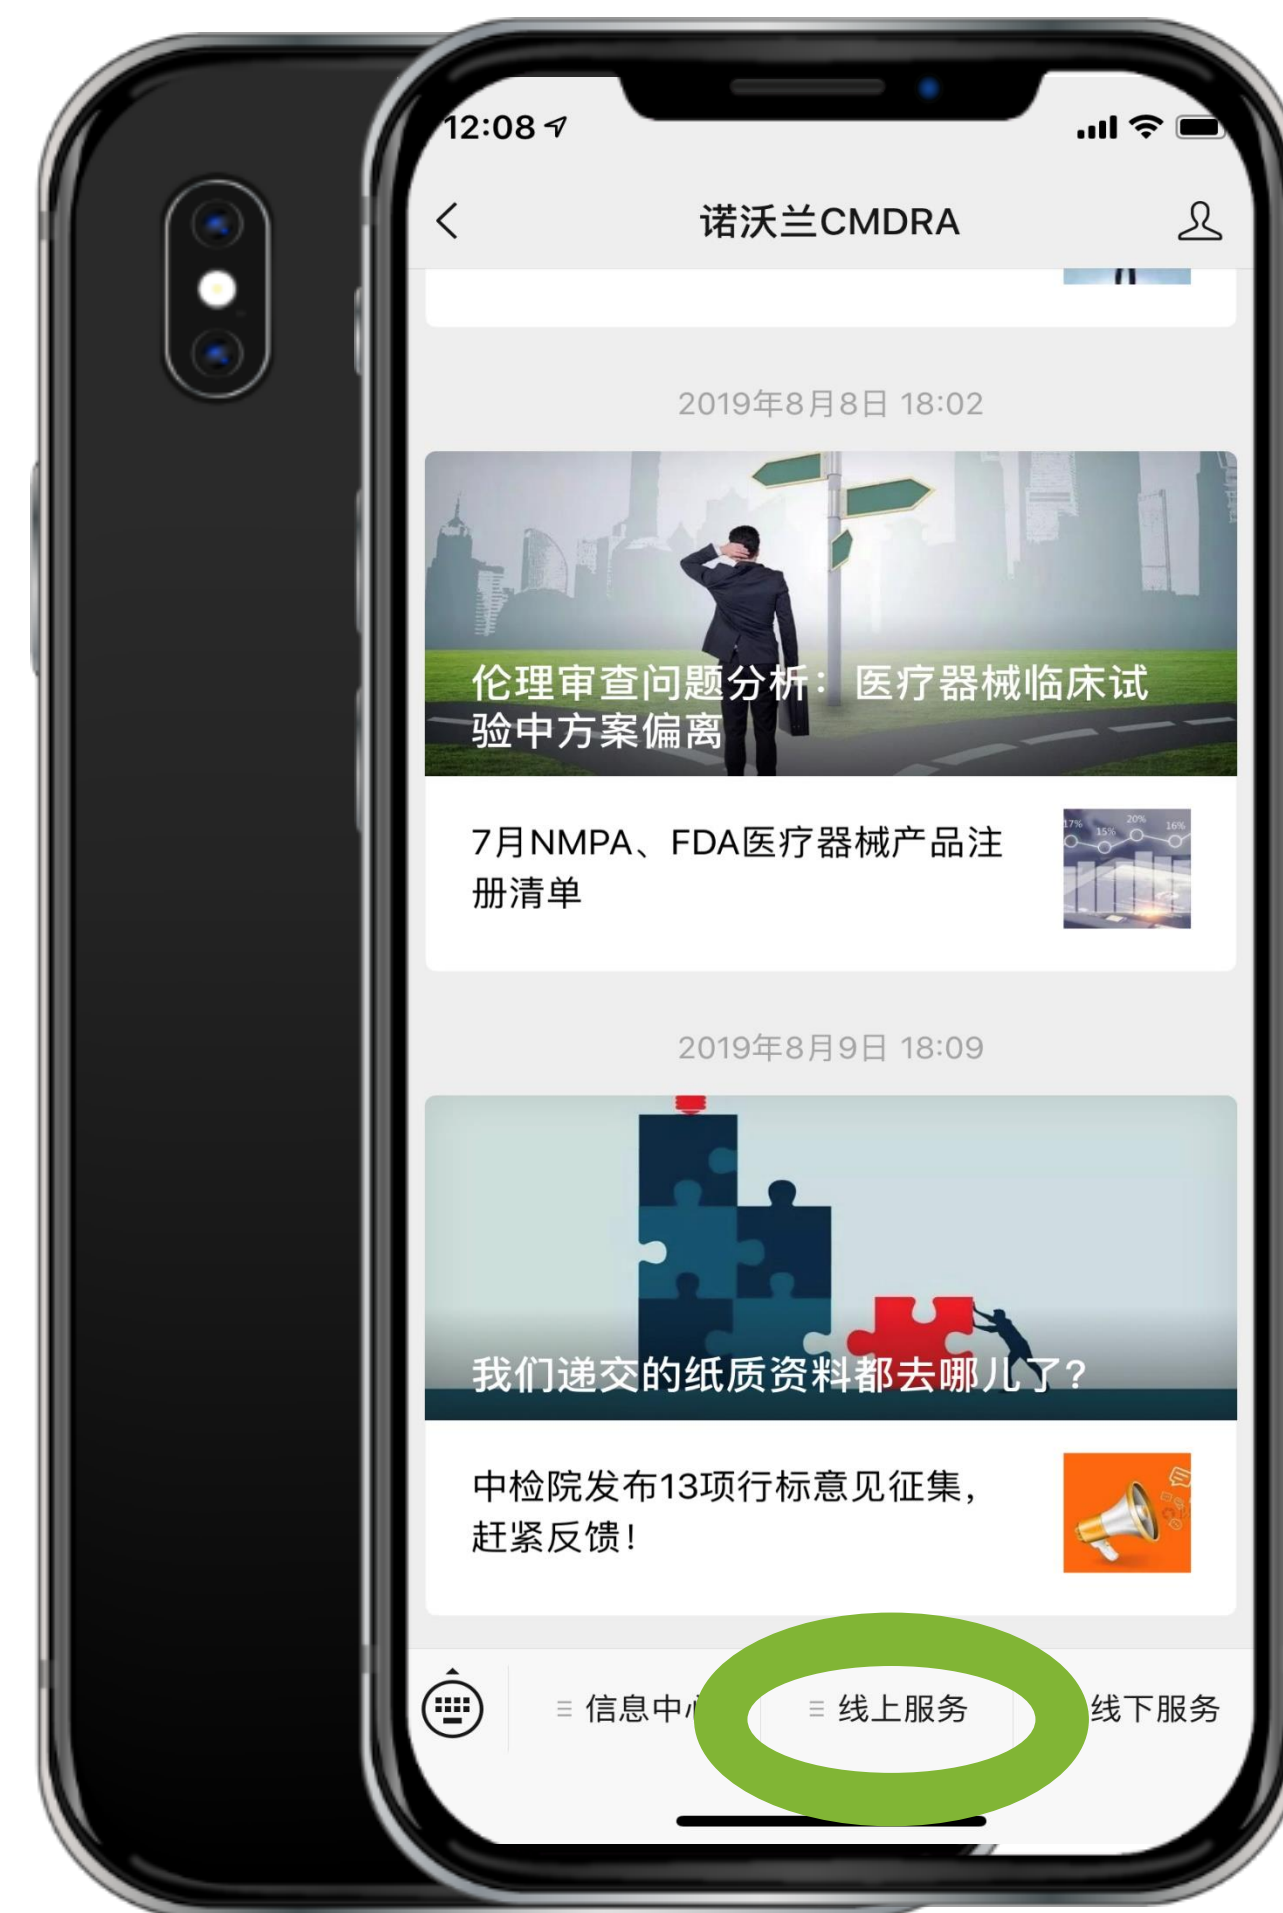 12:08
诺沃兰CMDRA
2019年8月8日 18:02
伦理审查问题分析：医疗器械临床试
验中方案偏离
7月NMPA、FDA医疗器械产品注
册清单
17%
15%
20%
16%
2019年8月9日 18:09
我们递交的纸质资料都去哪儿了?
中检院发布13项行标意见征集，
赶紧反馈！
信息中心
线上服务
线下服务